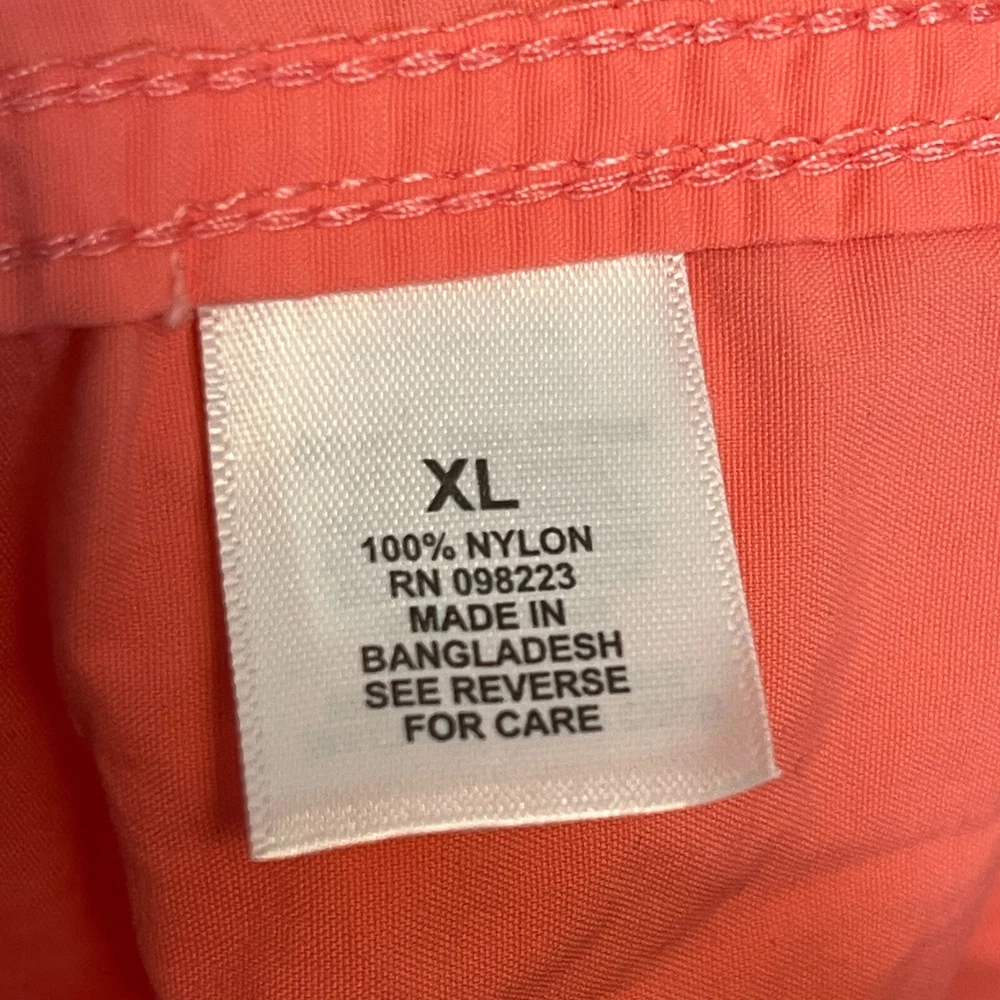 XL
100% NYLON
RN 098223
MADE IN
BANGLADESH
SEE REVERSE
FOR CARE